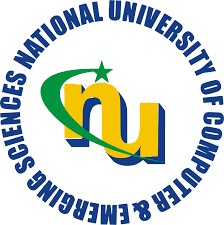 NATIONAL UNIVERSITY OF COMPUTER & EMERGING SCIENCES
nu